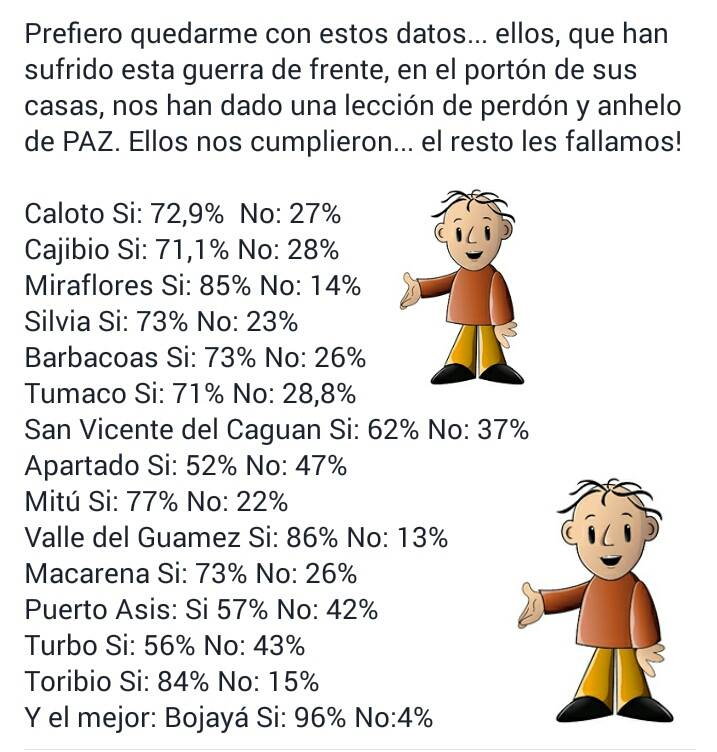 Prefiero quedarme con estos datos... ellos, que han
sufrido esta guerra de frente, en el portón de sus
casas, nos han dado una lección de perdón y anhelo
de PAZ. Ellos nos cumplieron... el resto les fallamos!
Caloto Si: 72,9% No: 27%
Cajibio Si: 71,1% No: 28%
Miraflores Si: 85% No: 14%
Silvia Si: 73% No: 23%
Barbacoas Si: 73% No: 26%
Tumaco Si: 71% No: 28,8%
San Vicente del Caguan Si: 62% No: 37%
Apartado Si: 52% No: 47%
Mitú Si: 77% No: 22%
Valle del Guamez Si: 86% No: 13%
Macarena Si: 73% No: 26%
Puerto Asis: Si 57% No: 42%
Turbo Si: 56% No: 43%
Toribio Si: 84% No: 15%
Y el mejor: Bojayá Si: 96% No:4%